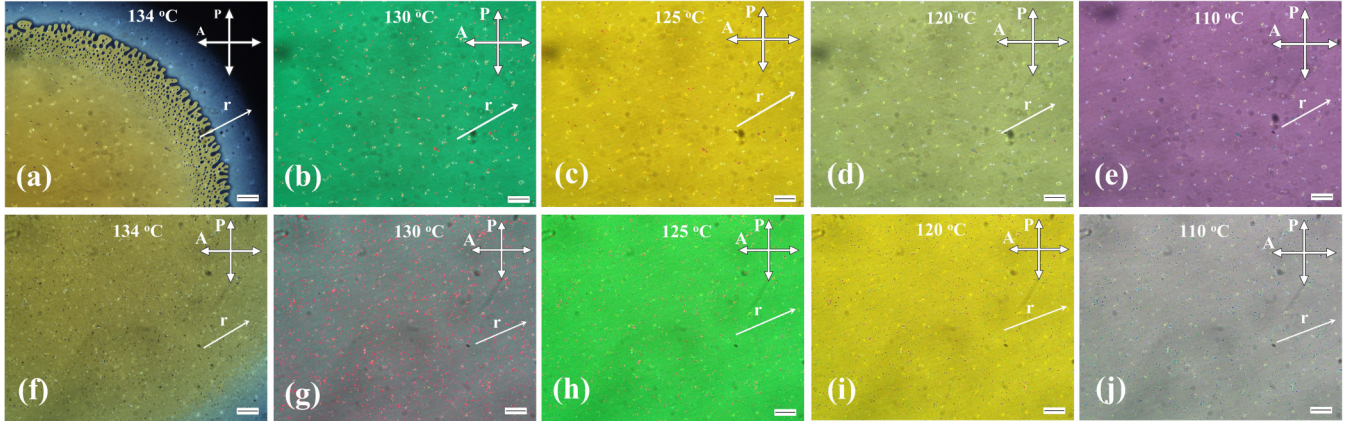 134 °C
P
A
r
(a)
130 °C
P
A
r
(b)
125 °C
P
A
r
(c)
120 °C
P
A
r
(d)
110 °C
P
A
r
(e)
134 °C
P
A
r
(f)
130 °C
P
A
r
(g)
125 °C
P
A
r
(h)
120 °C
P
A
r
(i)
110 °C
P
A
r
(j)